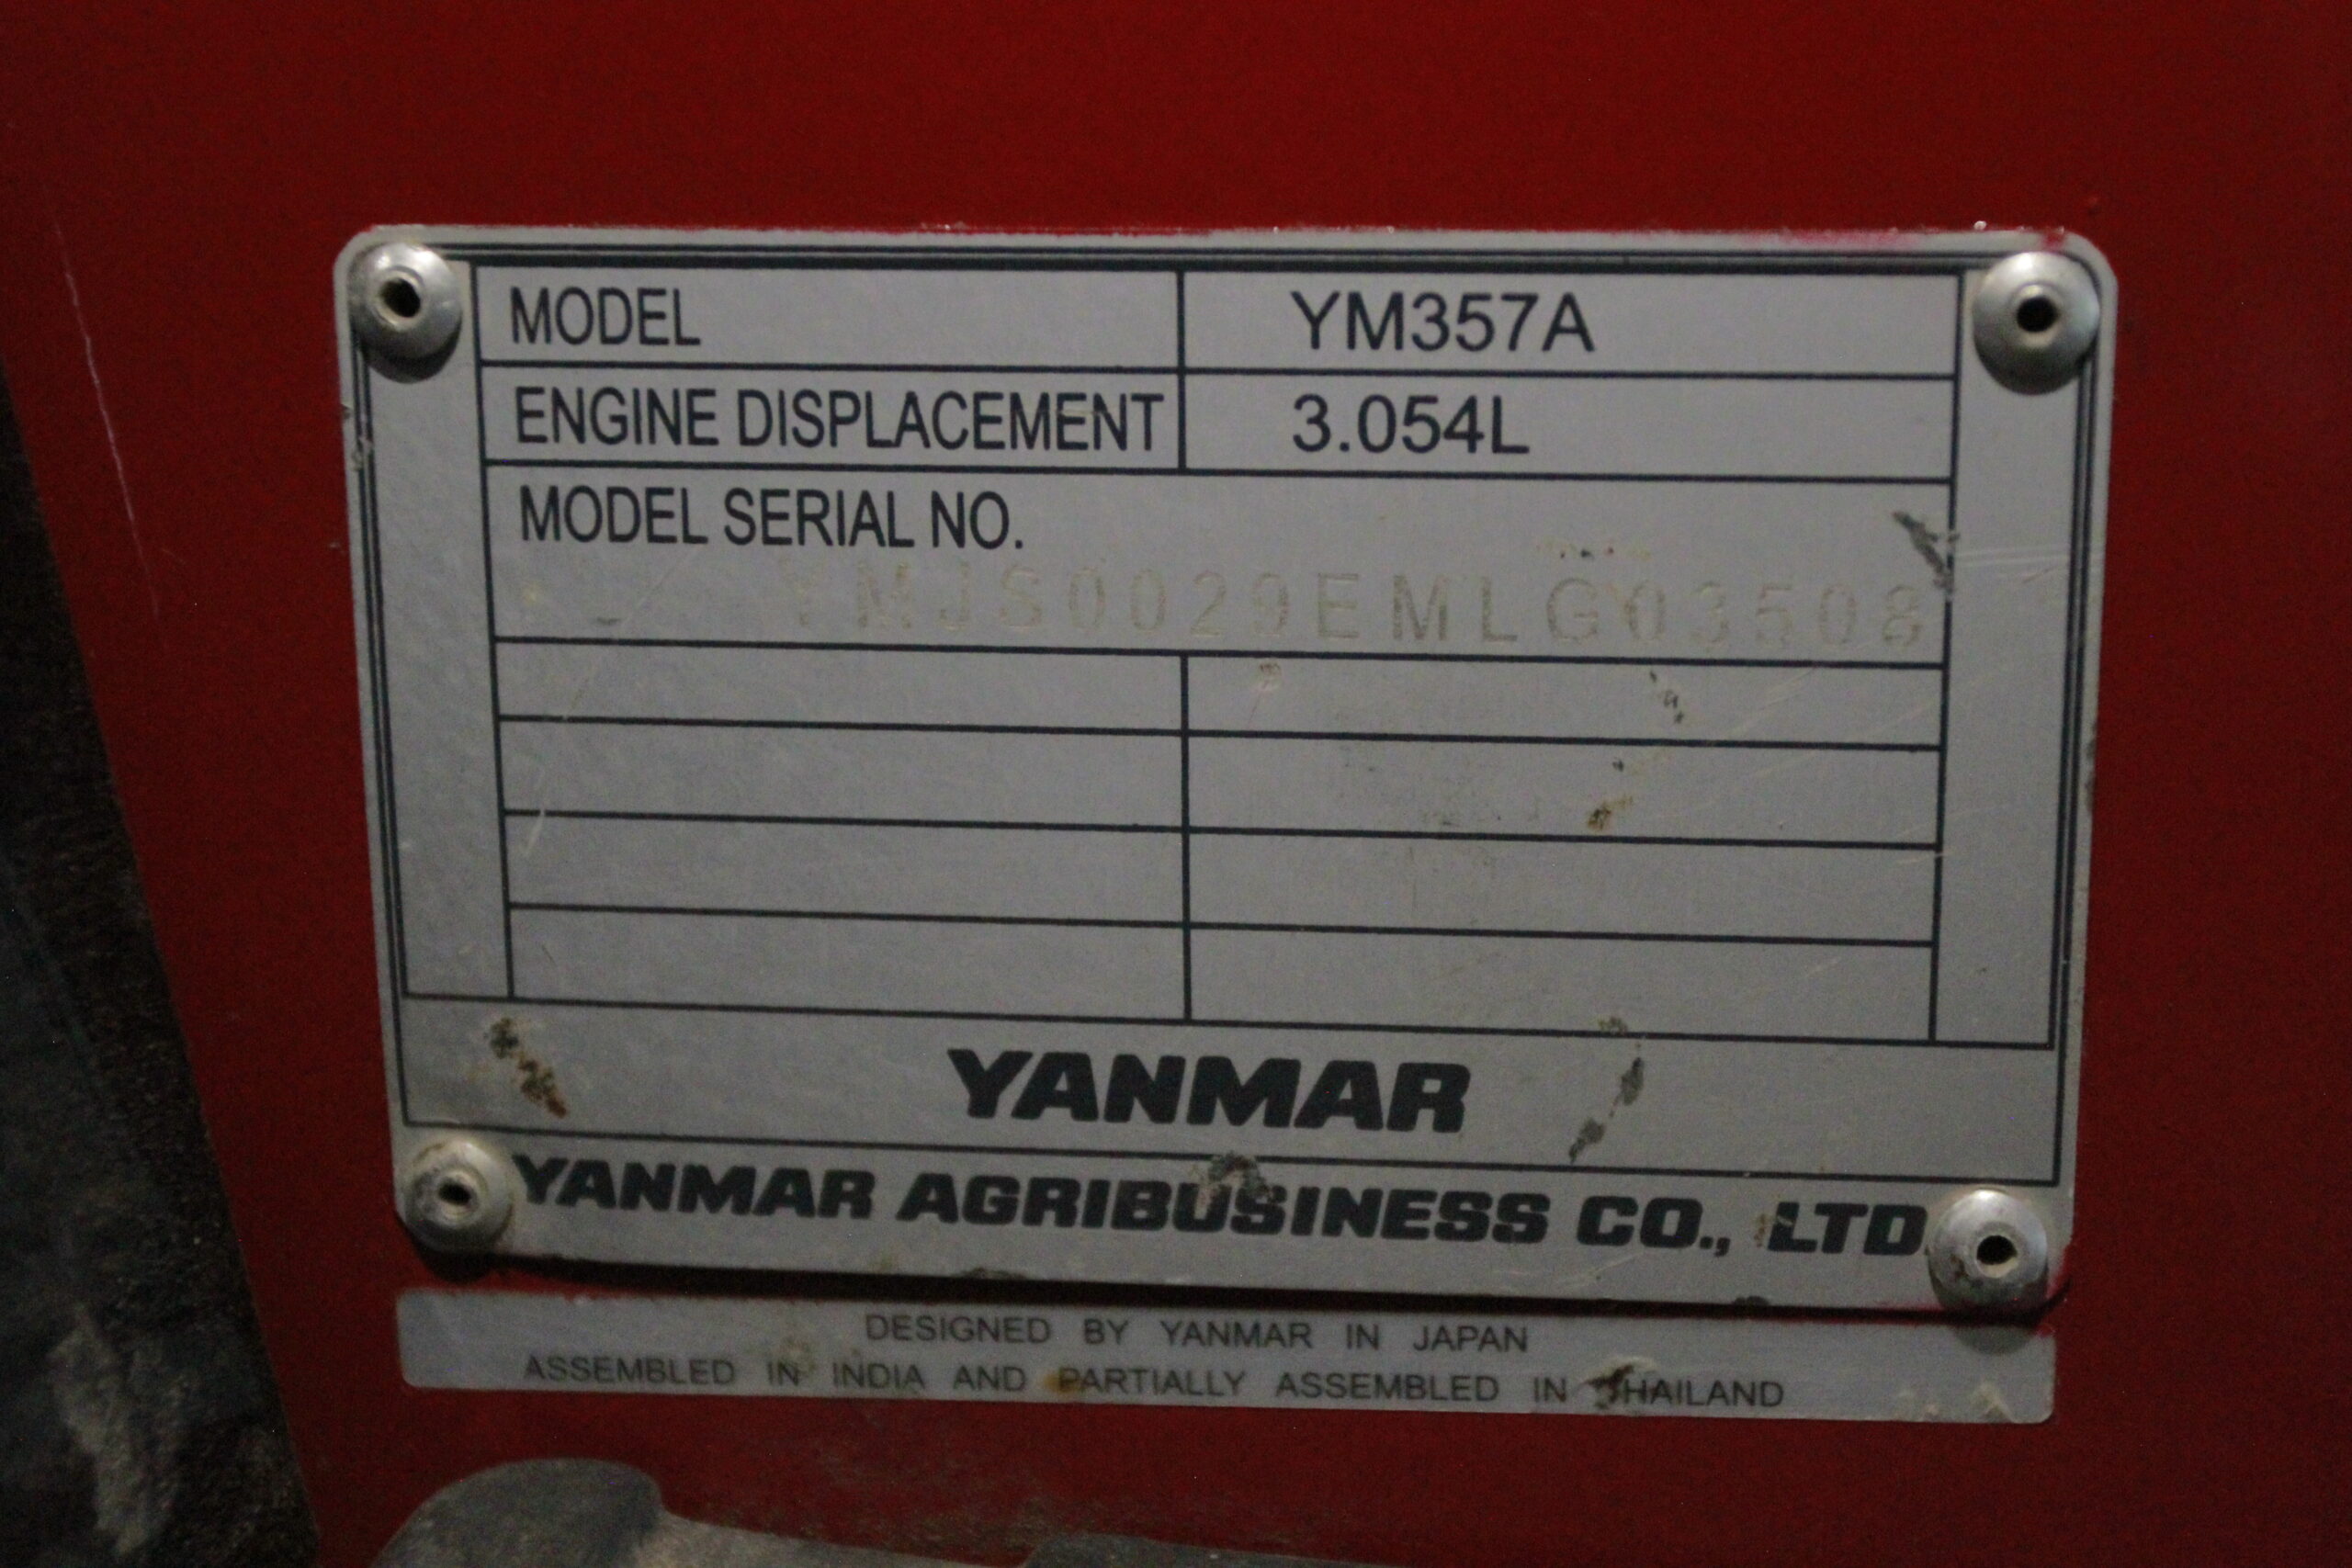 MODEL YM357A
ENGINE DISPLACEMENT 3.054L
MODEL SERIAL NO.
YMJS0029EMLG03508
YANMAR
YANMAR AGRIBUSINESS CO., LTD
DESIGNED BY YANMAR IN JAPAN
ASSEMBLED IN INDIA AND PARTIALLY ASSEMBLED IN THAILAND